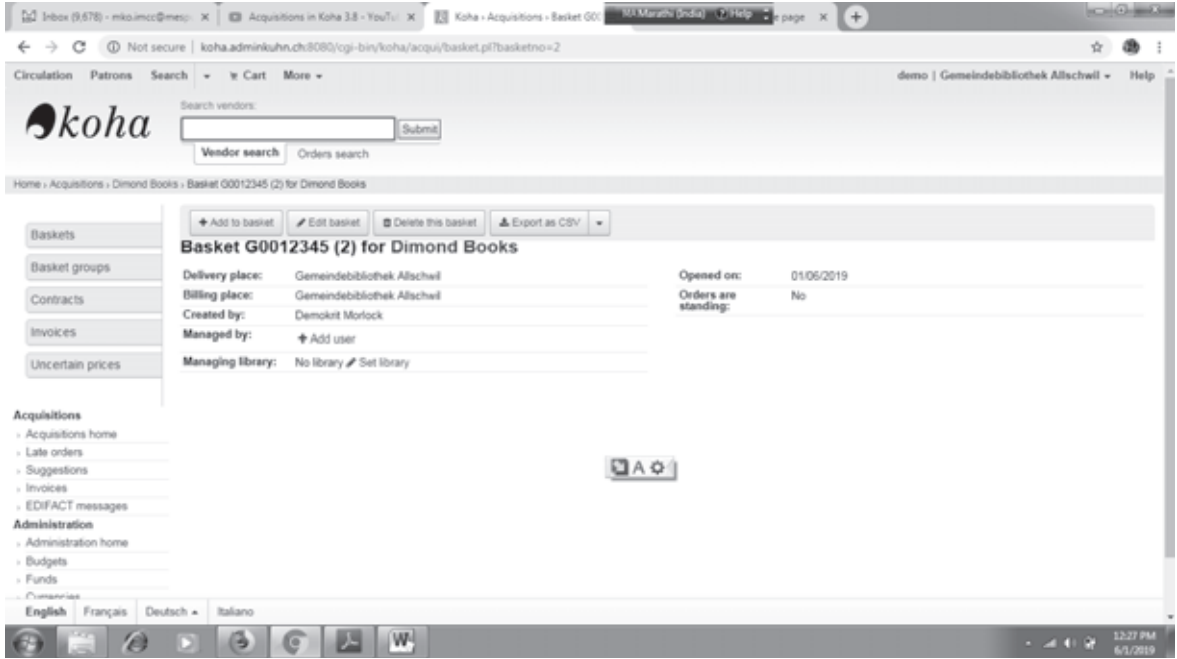 Inbox (9,678) - mko.imcc@mesp
Acquisitions in Koha 3.8 - YouTu
Koha › Acquisitions › Basket G00
MA Marathi (India) Help
e page
Not secure | koha.adminkuhn.ch:8080/cgi-bin/koha/acqui/basket.pl?basketno=2
Circulation Patrons Search Cart More
demo | Gemeindebibliothek Allschwil Help
koha
Search vendors:
Submit
Vendor search Orders search
Home › Acquisitions › Dimond Books › Basket G0012345 (2) for Dimond Books
Baskets
Basket groups
Contracts
Invoices
Uncertain prices
+ Add to basket Edit basket Delete this basket Export as CSV
Basket G0012345 (2) for Dimond Books
Delivery place: Gemeindebibliothek Allschwil
Billing place: Gemeindebibliothek Allschwil
Created by: Demokrit Morlock
Managed by: + Add user
Managing library: No library Set library
Opened on: 01/06/2019
Orders are standing: No
Acquisitions
› Acquisitions home
› Late orders
› Suggestions
› Invoices
› EDIFACT messages
Administration
› Administration home
› Budgets
› Funds
› Currencies
A
English Français Deutsch Italiano
12:27 PM
6/1/2019